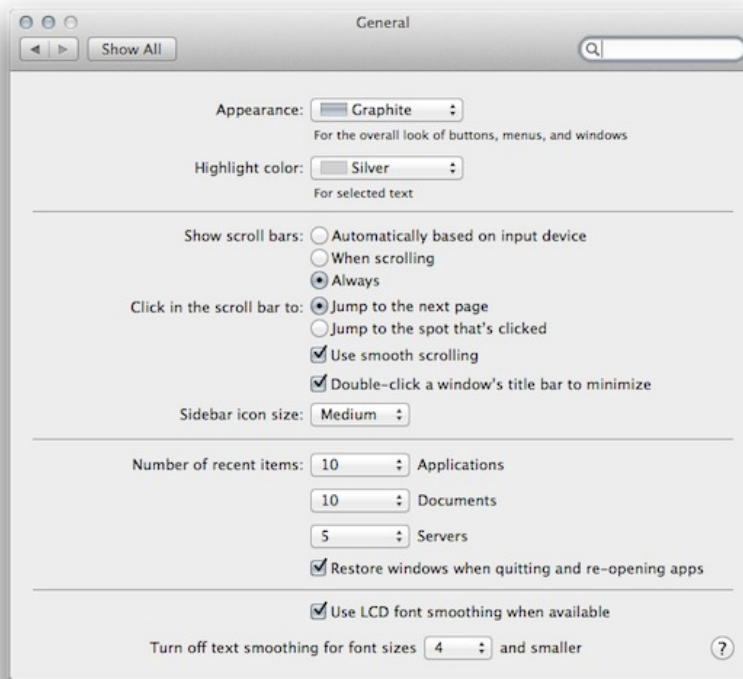 General
Show All
Appearance: Graphite
For the overall look of buttons, menus, and windows
Highlight color: Silver
For selected text
Show scroll bars: Automatically based on input device
When scrolling
Always
Click in the scroll bar to: Jump to the next page
Jump to the spot that's clicked
Use smooth scrolling
Double-click a window's title bar to minimize
Sidebar icon size: Medium
Number of recent items: 10 Applications
10 Documents
5 Servers
Restore windows when quitting and re-opening apps
Use LCD font smoothing when available
Turn off text smoothing for font sizes 4 and smaller ?